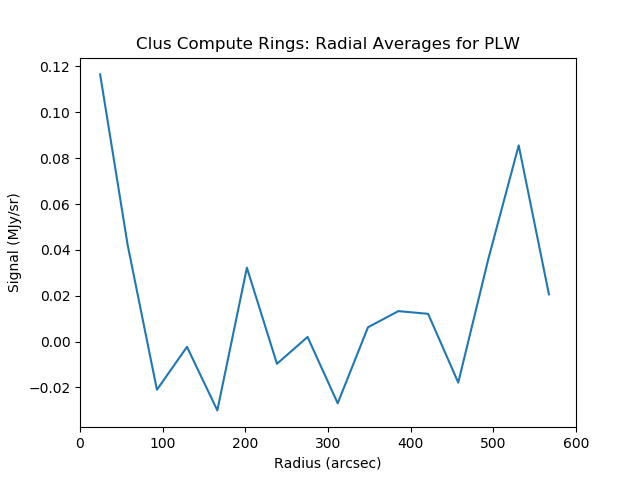 Clus Compute Rings: Radial Averages for PLW
0.12
0.10
0.08
0.06
0.04
0.02
0.00
−0.02
Signal (MJy/sr)
0 100 200 300 400 500 600
Radius (arcsec)